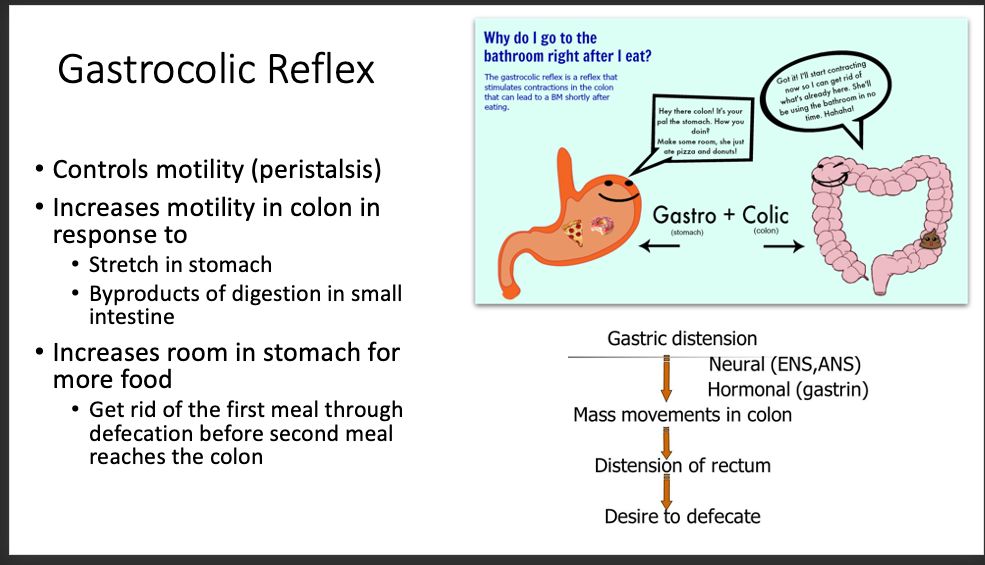 Gastrocolic Reflex
• Controls motility (peristalsis)
• Increases motility in colon in
response to
• Stretch in stomach
• Byproducts of digestion in small
intestine
• Increases room in stomach for
more food
• Get rid of the first meal through
defecation before second meal
reaches the colon
Why do I go to the
bathroom right after I eat?
The gastrocolic reflex is a reflex that
stimulates contractions in the colon
that can lead to a BM shortly after
eating.
Hey there colon! It's your
pal the stomach. How you
doin?
Make some room, she just
ate pizza and donuts!
Got it! I'll start contracting
now so I can get rid of
what's already here. She'll
be using the bathroom in no
time. Hahaha!
Gastro + Colic
(stomach) (colon)
Gastric distension
Neural (ENS,ANS)
Hormonal (gastrin)
Mass movements in colon
Distension of rectum
Desire to defecate